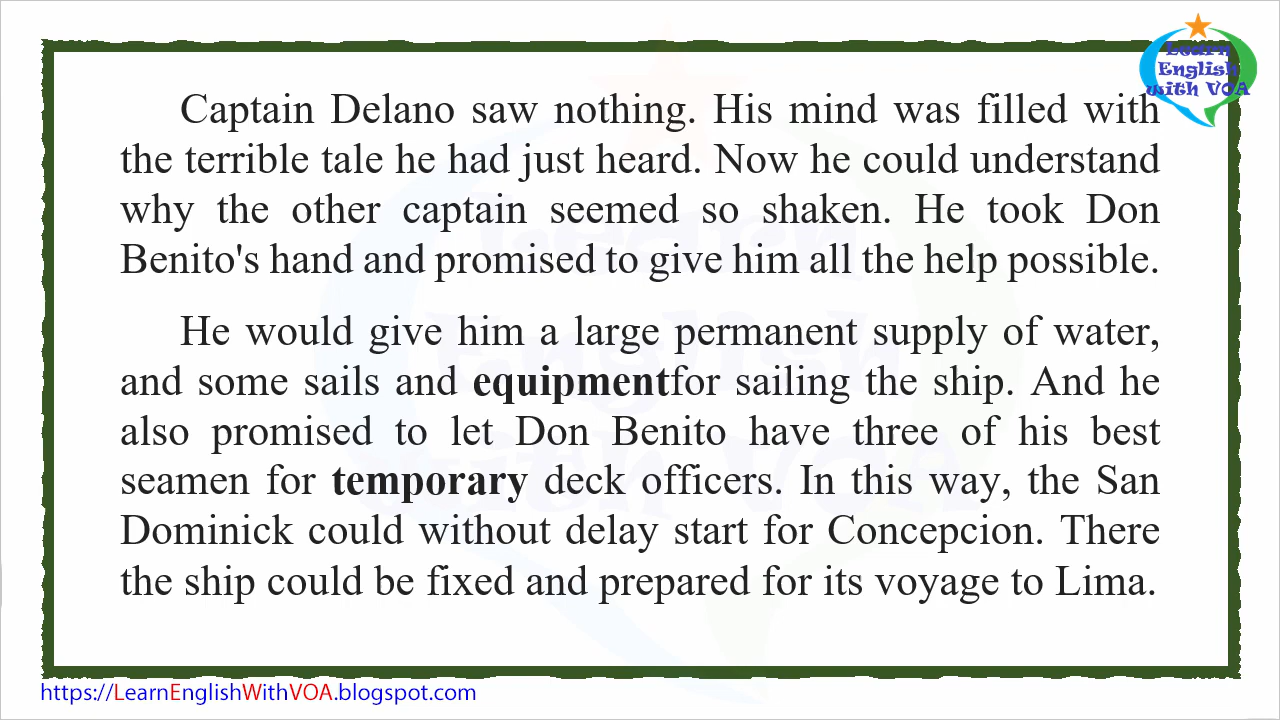 Learn
English
with VOA
Captain Delano saw nothing. His mind was filled with
the terrible tale he had just heard. Now he could understand
why the other captain seemed so shaken. He took Don
Benito's hand and promised to give him all the help possible.
He would give him a large permanent supply of water,
and some sails and equipmentfor sailing the ship. And he
also promised to let Don Benito have three of his best
seamen for temporary deck officers. In this way, the San
Dominick could without delay start for Concepcion. There
the ship could be fixed and prepared for its voyage to Lima.
https://LearnEnglishWithVOA.blogspot.com